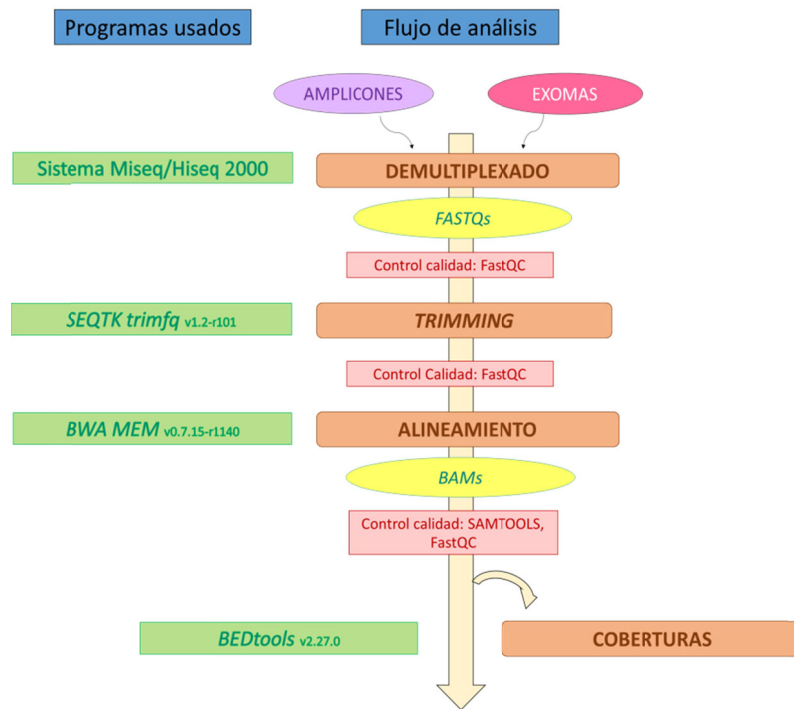 Programas usados
Flujo de análisis
AMPLICONES
EXOMAS
Sistema Miseq/Hiseq 2000
DEMULTIPLEXADO
FASTQs
Control calidad: FastQC
SEQTK trimfq v1.2-r101
TRIMMING
Control Calidad: FastQC
BWA MEM v0.7.15-r1140
ALINEAMIENTO
BAMs
Control calidad: SAMTOOLS,
FastQC
BEDtools v2.27.0
COBERTURAS